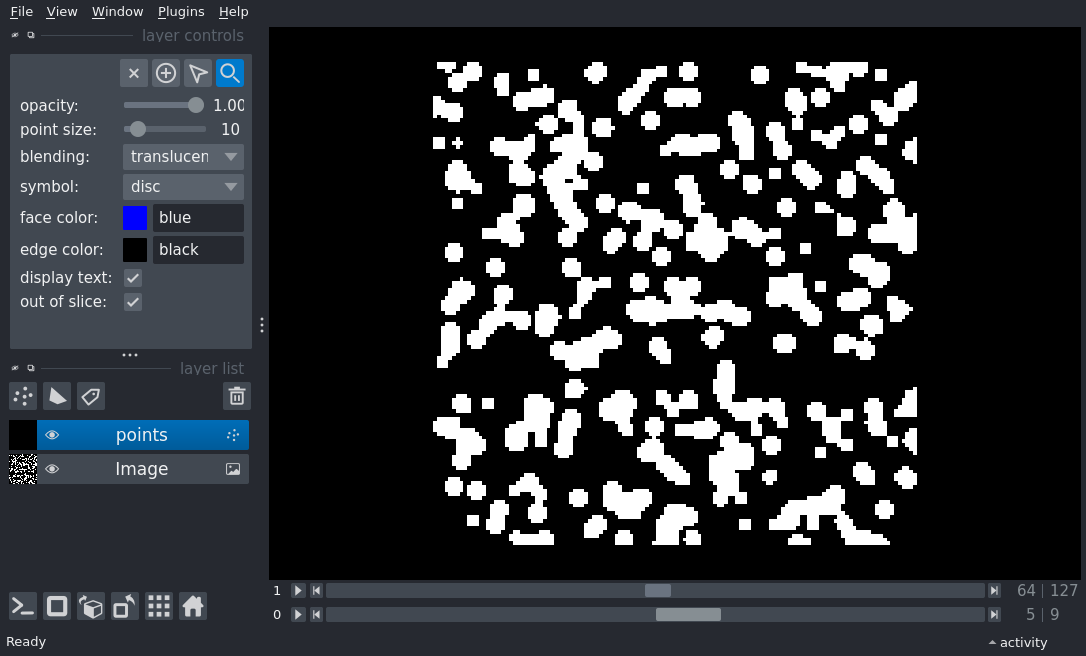 File View Window Plugins Help
layer controls
opacity: 1.00
point size: 10
blending: translucen
symbol: disc
face color: blue
edge color: black
display text:
out of slice:
layer list
points
Image
1 64 | 127
0 5 | 9
Ready activity